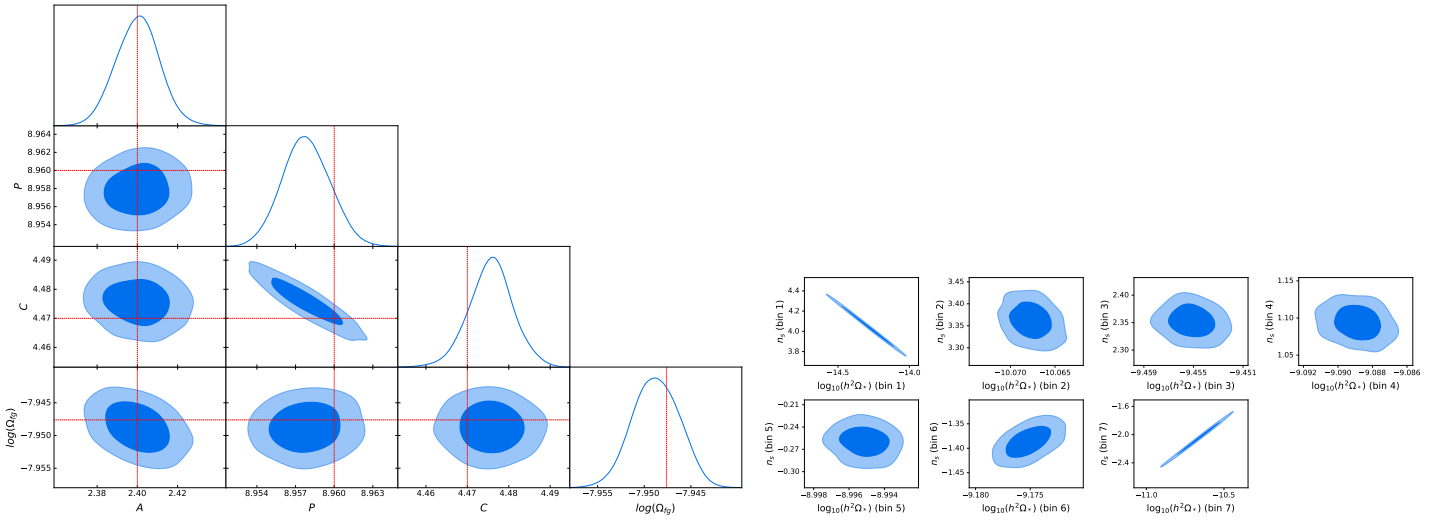 8.964
8.962
8.960
8.958
8.956
8.954
P
4.49
4.48
4.47
4.46
C
−7.945
−7.950
−7.955
log(Ω_fg)
2.38 2.40 2.42
A
8.954 8.957 8.960 8.963
P
4.46 4.47 4.48 4.49
C
−7.955 −7.950 −7.945
log(Ω_fg)
4.4
4.2
4.0
3.8
n_s (bin 1)
−14.5 −14.0
log₁₀(h²Ω_*) (bin 1)
3.45
3.40
3.35
3.30
n_s (bin 2)
−10.070 −10.065
log₁₀(h²Ω_*) (bin 2)
2.40
2.35
2.30
n_s (bin 3)
−9.459 −9.455 −9.451
log₁₀(h²Ω_*) (bin 3)
1.15
1.10
1.05
n_s (bin 4)
−9.092 −9.090 −9.088 −9.086
log₁₀(h²Ω_*) (bin 4)
−0.21
−0.24
−0.27
−0.30
n_s (bin 5)
−8.998 −8.996 −8.994
log₁₀(h²Ω_*) (bin 5)
−1.35
−1.40
−1.45
n_s (bin 6)
−9.180 −9.175
log₁₀(h²Ω_*) (bin 6)
−1.6
−2.0
−2.4
n_s (bin 7)
−11.0 −10.5
log₁₀(h²Ω_*) (bin 7)